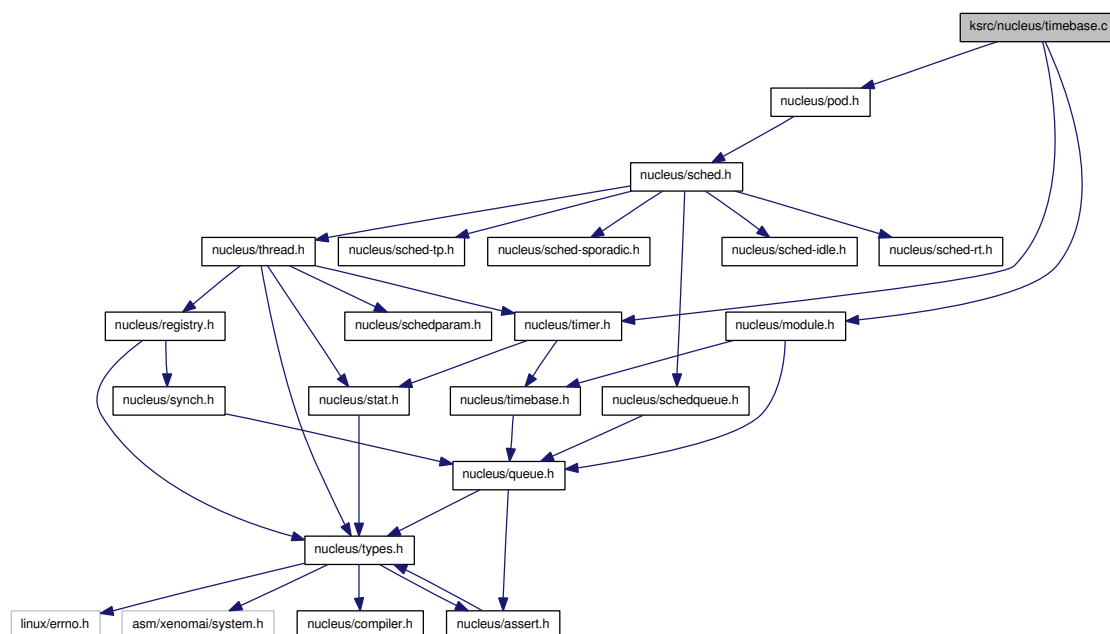 ksrc/nucleus/timebase.c
nucleus/pod.h
nucleus/sched.h
nucleus/thread.h
nucleus/sched-tp.h
nucleus/sched-sporadic.h
nucleus/sched-idle.h
nucleus/sched-rt.h
nucleus/registry.h
nucleus/schedparam.h
nucleus/timer.h
nucleus/module.h
nucleus/synch.h
nucleus/stat.h
nucleus/timebase.h
nucleus/schedqueue.h
nucleus/queue.h
nucleus/types.h
linux/errno.h
asm/xenomai/system.h
nucleus/compiler.h
nucleus/assert.h